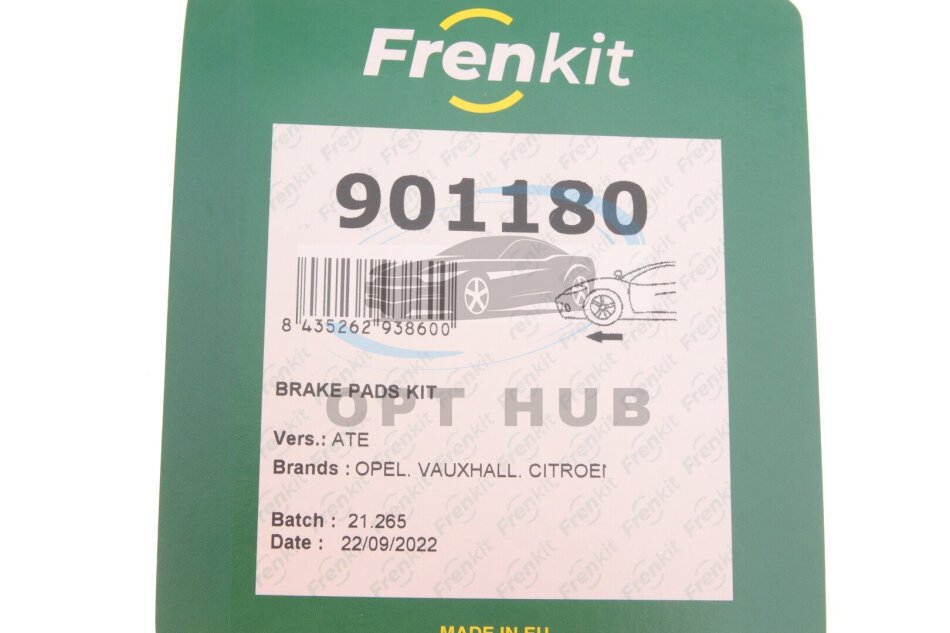 Frenkit
901180
8 435262 938600
BRAKE PADS KIT
OPT HUB
Vers.: ATE
Brands : OPEL. VAUXHALL. CITROEN
Batch : 21.265
Date : 22/09/2022
MADE IN EU